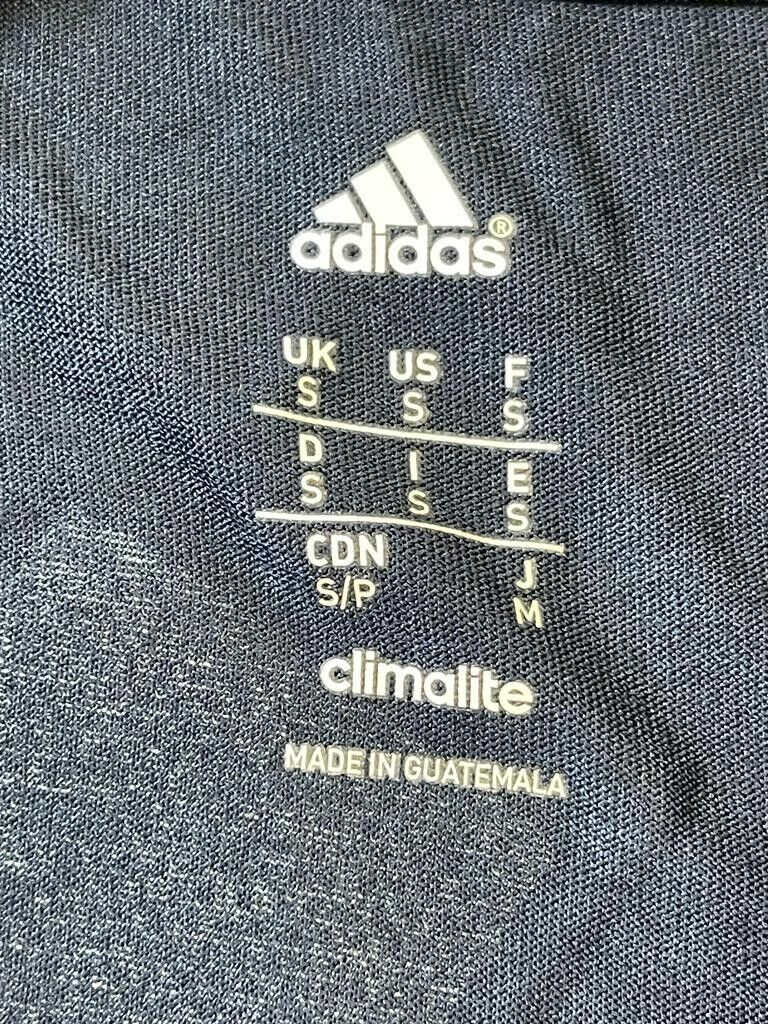 adidas®
UK US F
S S S
D I E
S S S
CDN J
S/P M
climalite
MADE IN GUATEMALA